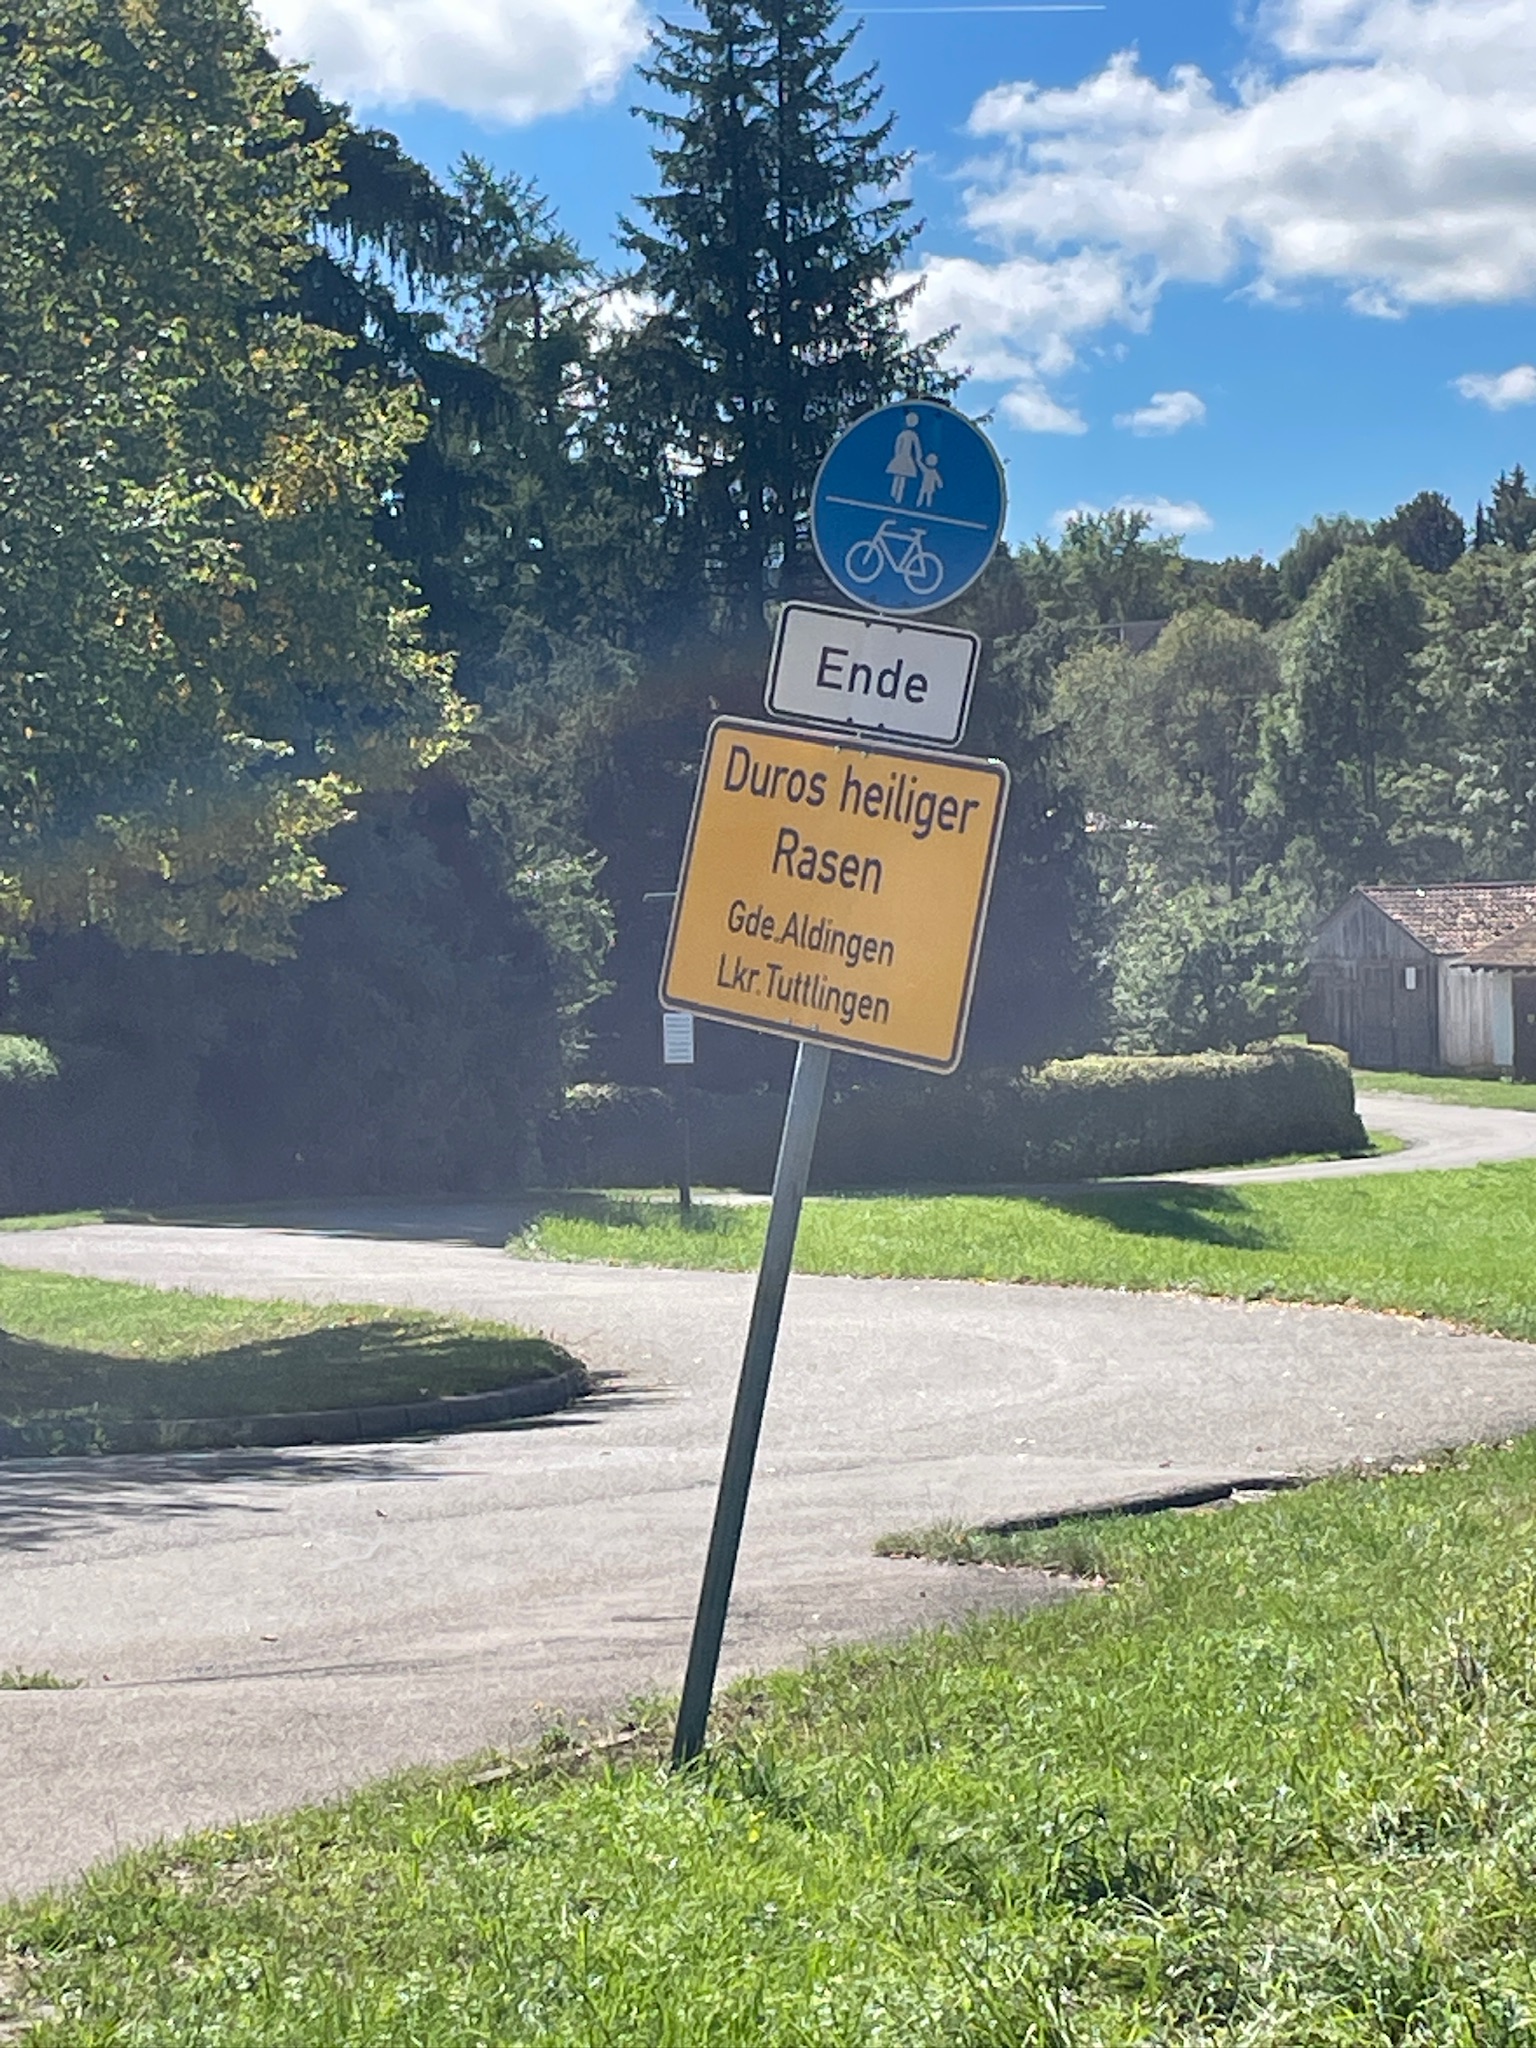 Ende
Duros heiliger
Rasen
Gde.Aldingen
Lkr.Tuttlingen